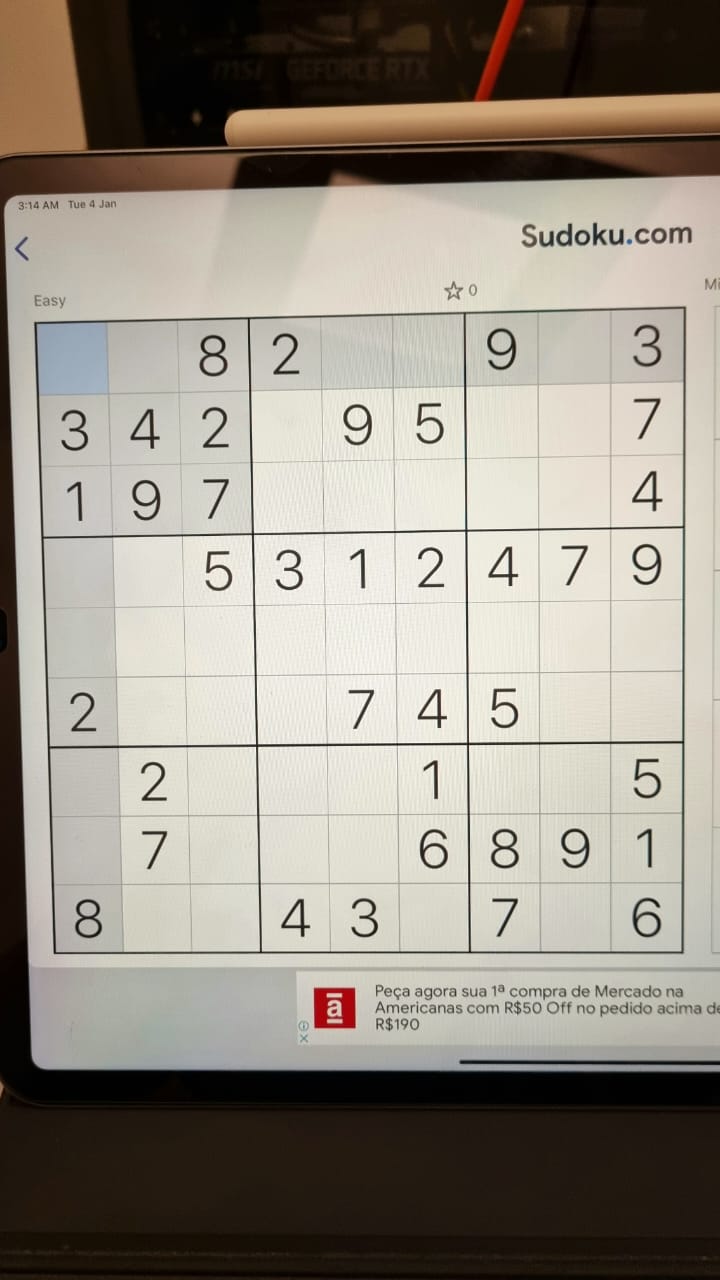 msi GEFORCE RTX
3:14 AM Tue 4 Jan
Sudoku.com
Easy
☆ 0
Mi
8 2 9 3
3 4 2 9 5 7
1 9 7 4
5 3 1 2 4 7 9
2 7 4 5
2 1 5
7 6 8 9 1
8 4 3 7 6
Peça agora sua 1ª compra de Mercado na
Americanas com R$50 Off no pedido acima de
R$190
a